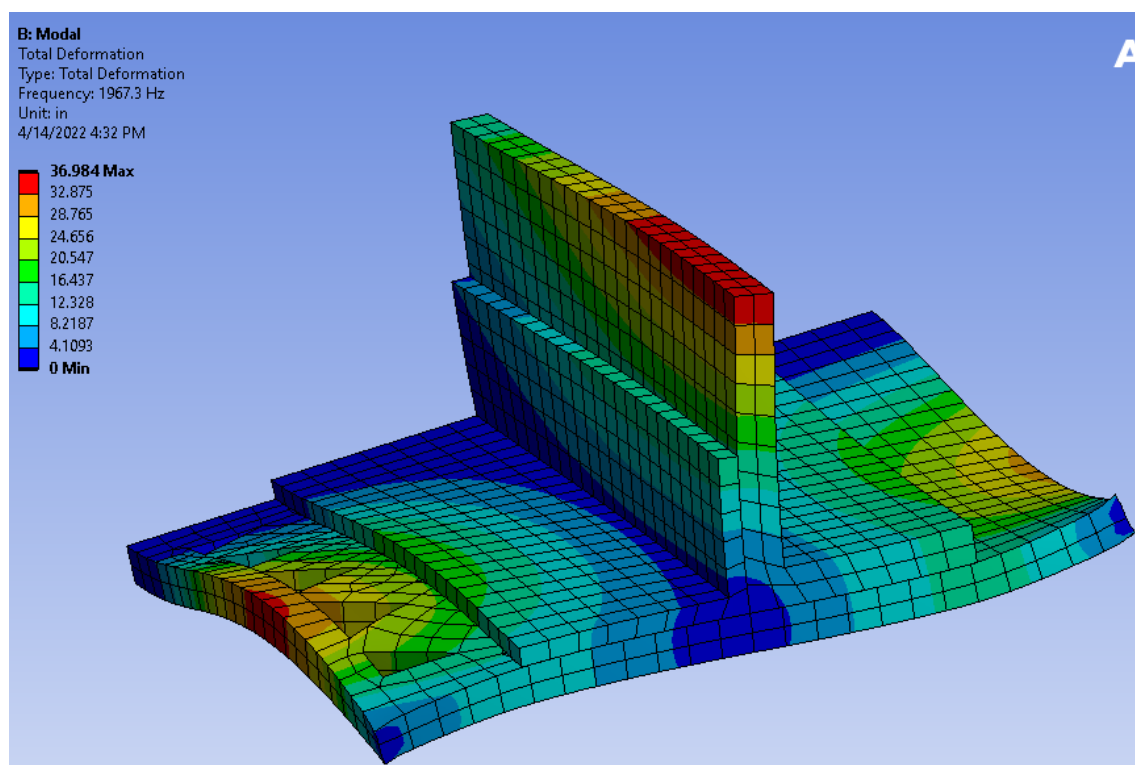 B: Modal
Total Deformation
Type: Total Deformation
Frequency: 1967.3 Hz
Unit: in
4/14/2022 4:32 PM
36.984 Max
32.875
28.765
24.656
20.547
16.437
12.328
8.2187
4.1093
0 Min
A